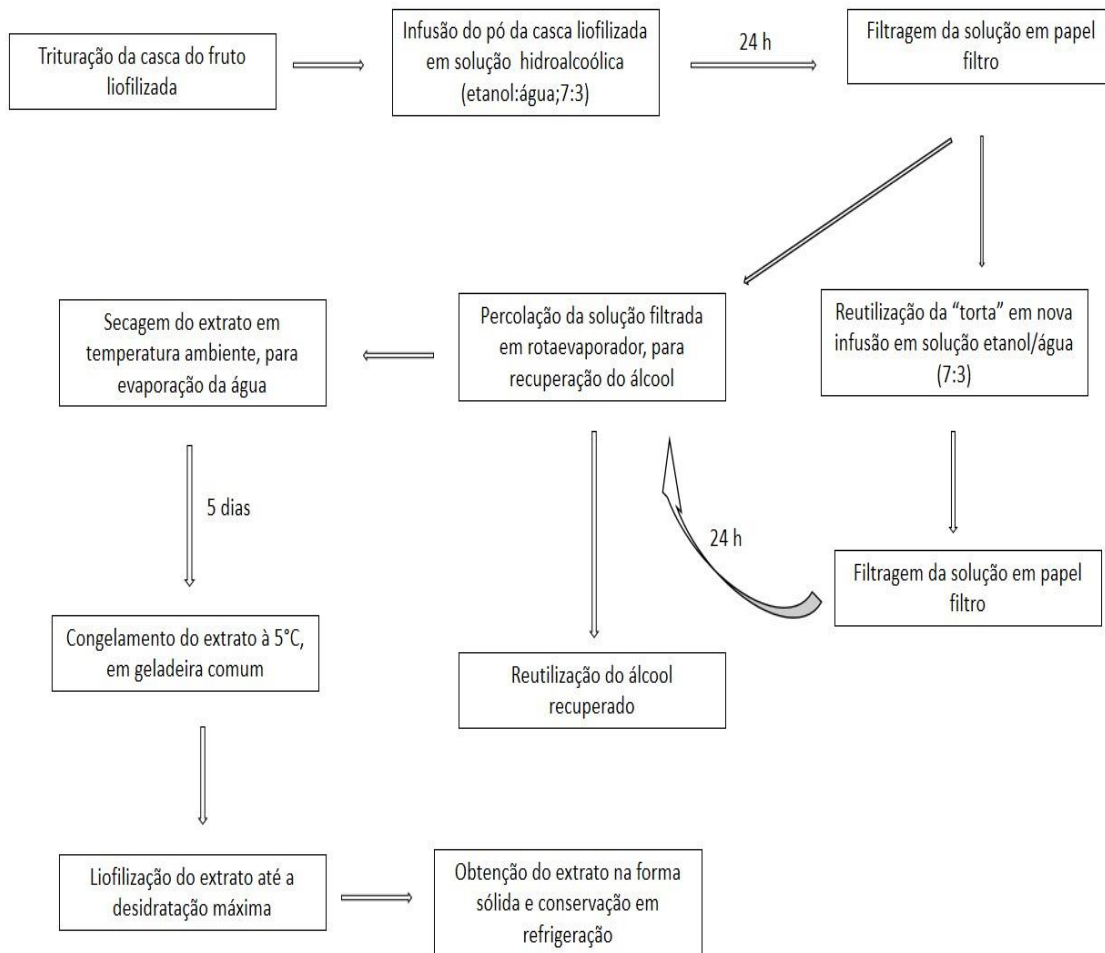 Trituração da casca do fruto
liofilizada
Infusão do pó da casca liofilizada
em solução hidroalcoólica
(etanol:água;7:3)
24 h
Filtragem da solução em papel
filtro
Secagem do extrato em
temperatura ambiente, para
evaporação da água
Percolação da solução filtrada
em rotaevaporador, para
recuperação do álcool
Reutilização da “torta” em nova
infusão em solução etanol/água
(7:3)
5 dias
24 h
Filtragem da solução em papel
filtro
Congelamento do extrato à 5°C,
em geladeira comum
Reutilização do álcool
recuperado
Liofilização do extrato até a
desidratação máxima
Obtenção do extrato na forma
sólida e conservação em
refrigeração